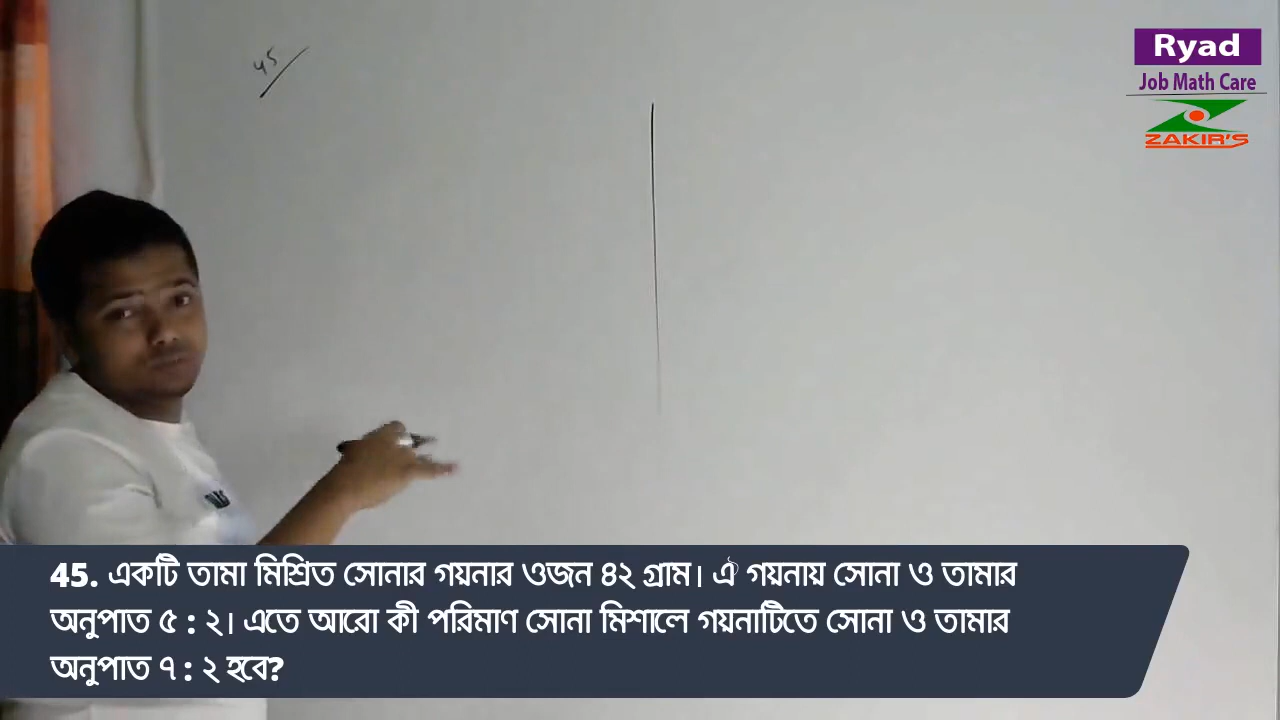 45
Ryad
Job Math Care
ZAKIR'S
45. একটি তামা মিশ্রিত সোনার গয়নার ওজন ৪২ গ্রাম। ঐ গয়নায় সোনা ও তামার
অনুপাত ৫ : ২। এতে আরো কী পরিমাণ সোনা মিশালে গয়নাটিতে সোনা ও তামার
অনুপাত ৭ : ২ হবে?